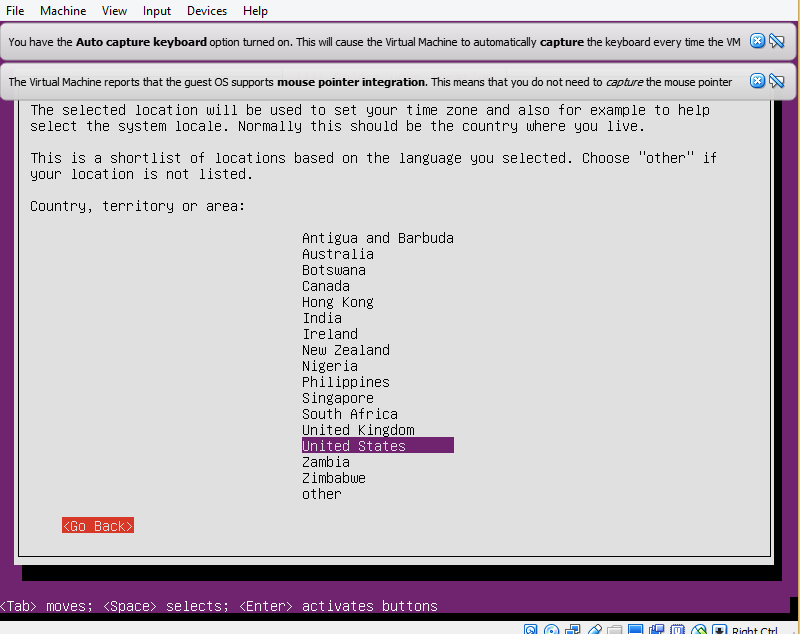 File Machine View Input Devices Help
You have the Auto capture keyboard option turned on. This will cause the Virtual Machine to automatically capture the keyboard every time the VM
The Virtual Machine reports that the guest OS supports mouse pointer integration. This means that you do not need to capture the mouse pointer
The selected location will be used to set your time zone and also for example to help
select the system locale. Normally this should be the country where you live.
This is a shortlist of locations based on the language you selected. Choose "other" if
your location is not listed.
Country, territory or area:
Antigua and Barbuda
Australia
Botswana
Canada
Hong Kong
India
Ireland
New Zealand
Nigeria
Philippines
Singapore
South Africa
United Kingdom
United States
Zambia
Zimbabwe
other
<Go Back>
<Tab> moves; <Space> selects; <Enter> activates buttons
Right Ctrl